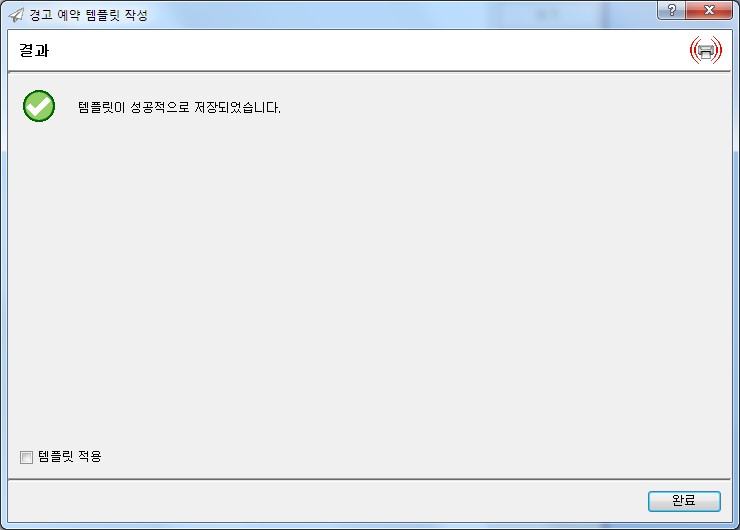 경고 예약 템플릿 작성
결과
템플릿이 성공적으로 저장되었습니다.
템플릿 적용
완료